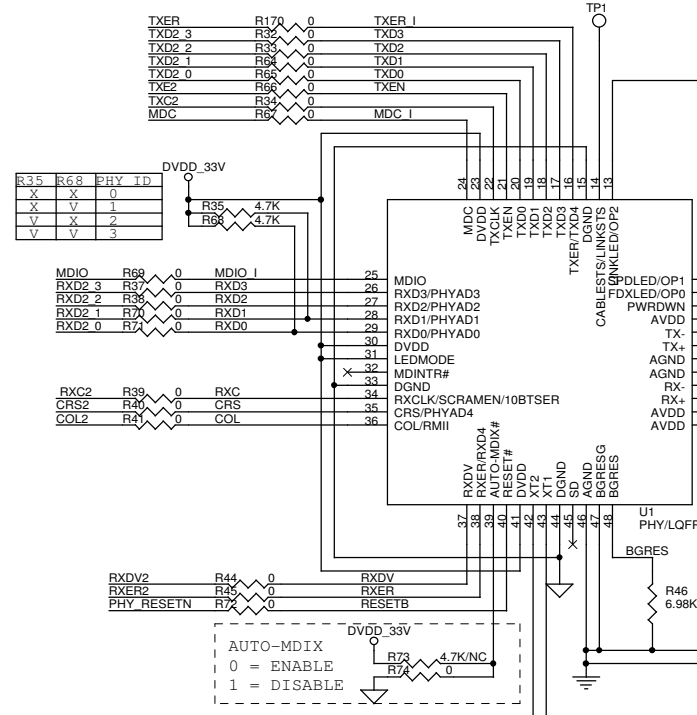 TP1
TXER R170 0 TXER_I
TXD2_3 R32 0 TXD3
TXD2_2 R33 0 TXD2
TXD2_1 R64 0 TXD1
TXD2_0 R65 0 TXD0
TXE2 R66 0 TXEN
TXC2 R34 0
MDC R67 0 MDC_I
DVDD_33V
R35 R68 PHY ID
X X 0
X V 1
V X 2
V V 3
R35 4.7K
R68 4.7K
24 23 22 21 20 19 18 17 16 15 14 13
MDC
DVDD
TXCLK
TXEN
TXD0
TXD1
TXD2
TXD3
TXER/TXD4
DGND
CABLESTS/LINKSTS
LINKLED/OP2
MDIO R69 0 MDIO_I 25 MDIO
RXD2_3 R37 0 RXD3 26 RXD3/PHYAD3
RXD2_2 R38 0 RXD2 27 RXD2/PHYAD2
RXD2_1 R70 0 RXD1 28 RXD1/PHYAD1
RXD2_0 R71 0 RXD0 29 RXD0/PHYAD0
30 DVDD
31 LEDMODE
32 MDINTR#
33 DGND
RXC2 R39 0 RXC 34 RXCLK/SCRAMEN/10BTSER
CRS2 R40 0 CRS 35 CRS/PHYAD4
COL2 R41 0 COL 36 COL/RMII
SPDLED/OP1
FDXLED/OP0
PWRDWN
AVDD
TX-
TX+
AGND
AGND
RX-
RX+
AVDD
AVDD
RXDV
RXER/RXD4
AUTO-MDIX#
RESET#
DVDD
XT2
XT1
DGND
SD
AGND
BGRESG
BGRES
37 38 39 40 41 42 43 44 45 46 47 48
U1
PHY/LQFP
BGRES
R46
6.98K
RXDV2 R44 0 RXDV
RXER2 R45 0 RXER
PHY_RESETN R72 0 RESETB
DVDD_33V
AUTO-MDIX
0 = ENABLE
1 = DISABLE
R73 4.7K/NC
R74 0